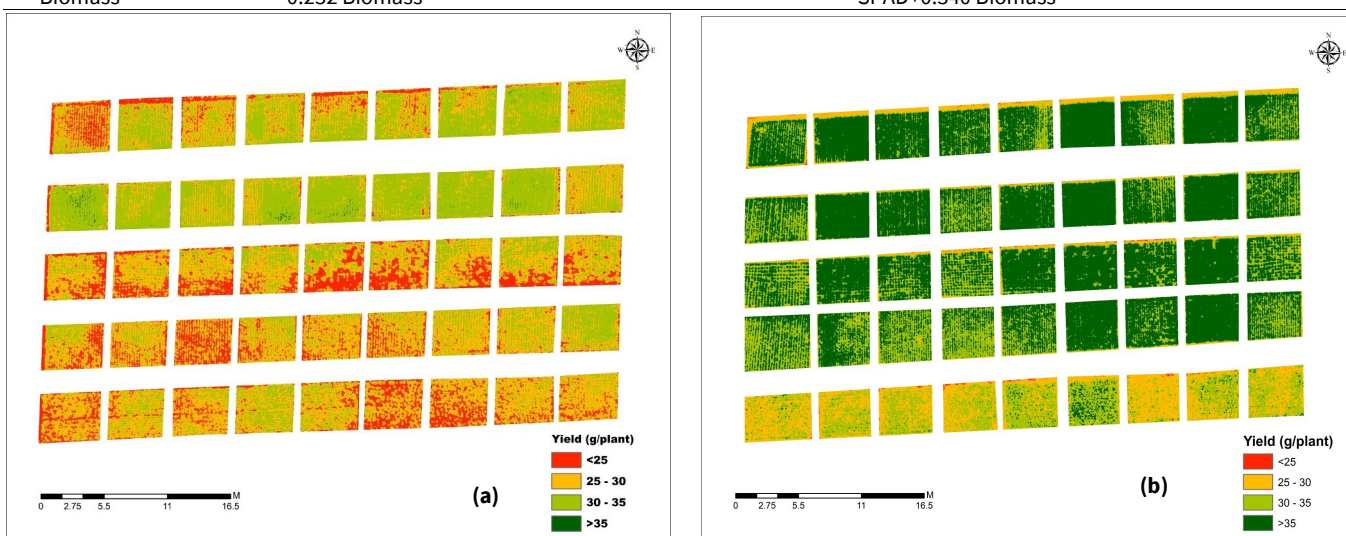 Biomass 0.232 Biomass SPAD+0.340 Biomass
N
W E
S
Yield (g/plant)
<25
25 - 30
30 - 35
>35
M
0 2.75 5.5 11 16.5
(a)
N
W E
S
Yield (g/plant)
<25
25 - 30
30 - 35
>35
M
0 2.75 5.5 11 16.5
(b)